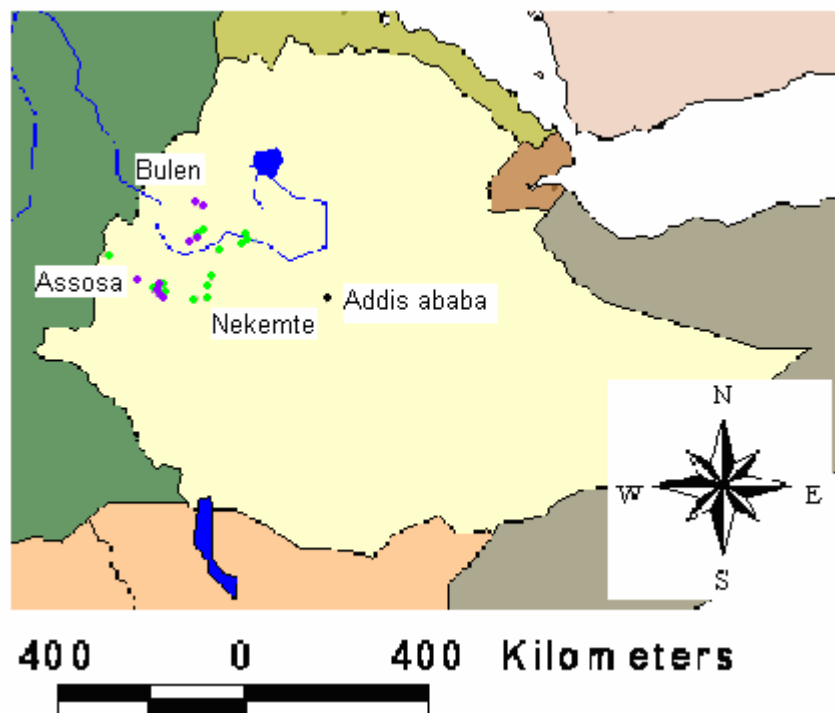 Bulen
Assosa
Addis ababa
Nekemte
N
W E
S
400 0 400 Kilometers